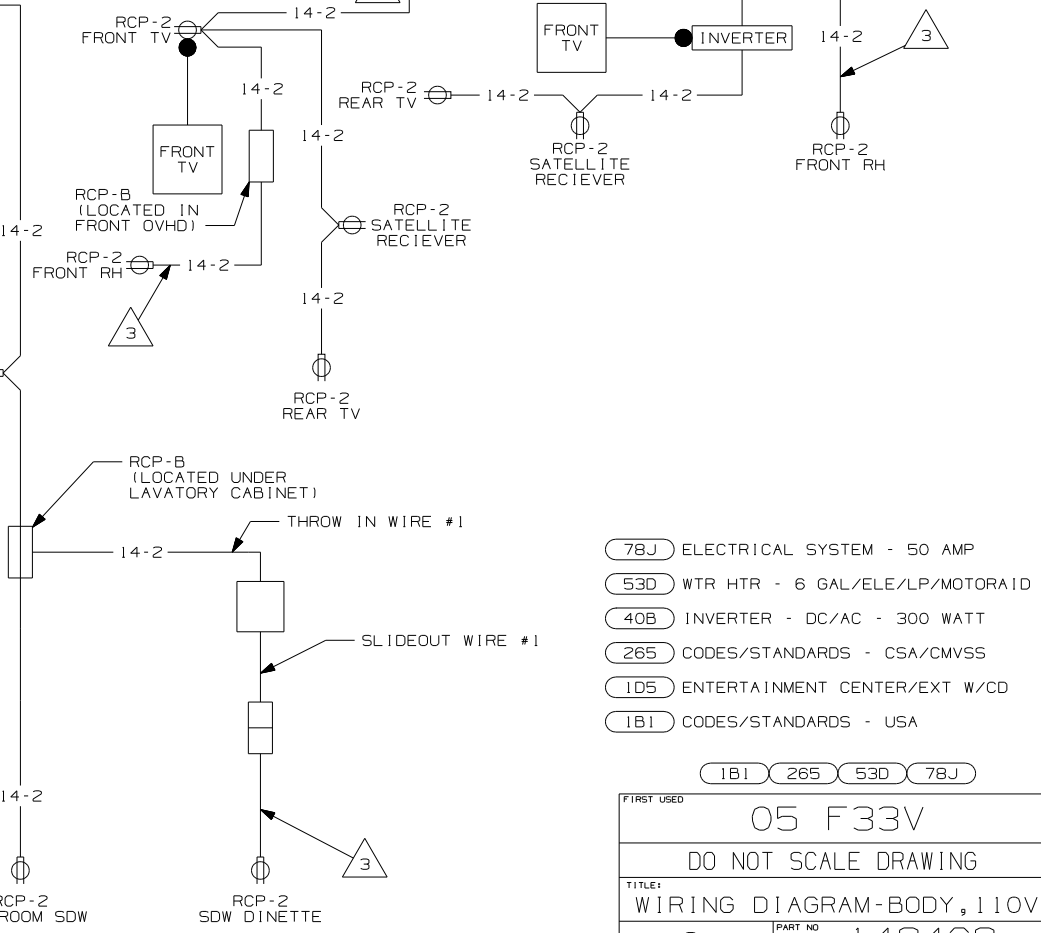 14-2
RCP-2
FRONT TV
14-2
FRONT
TV
RCP-B
(LOCATED IN
FRONT OVHD)
RCP-2
FRONT RH
14-2
3
14-2
RCP-2
SATELLITE
RECIEVER
14-2
RCP-2
REAR TV
FRONT
TV
INVERTER
14-2
3
RCP-2
REAR TV
14-2
14-2
RCP-2
SATELLITE
RECIEVER
RCP-2
FRONT RH
14-2
RCP-B
(LOCATED UNDER
LAVATORY CABINET)
THROW IN WIRE #1
14-2
SLIDEOUT WIRE #1
14-2
3
RCP-2
SDW DINETTE
RCP-2
ROOM SDW
78J ELECTRICAL SYSTEM - 50 AMP
53D WTR HTR - 6 GAL/ELE/LP/MOTORAID
40B INVERTER - DC/AC - 300 WATT
265 CODES/STANDARDS - CSA/CMVSS
1D5 ENTERTAINMENT CENTER/EXT W/CD
1B1 CODES/STANDARDS - USA
1B1 265 53D 78J
FIRST USED
05 F33V
DO NOT SCALE DRAWING
TITLE:
WIRING DIAGRAM-BODY,110V
PART NO